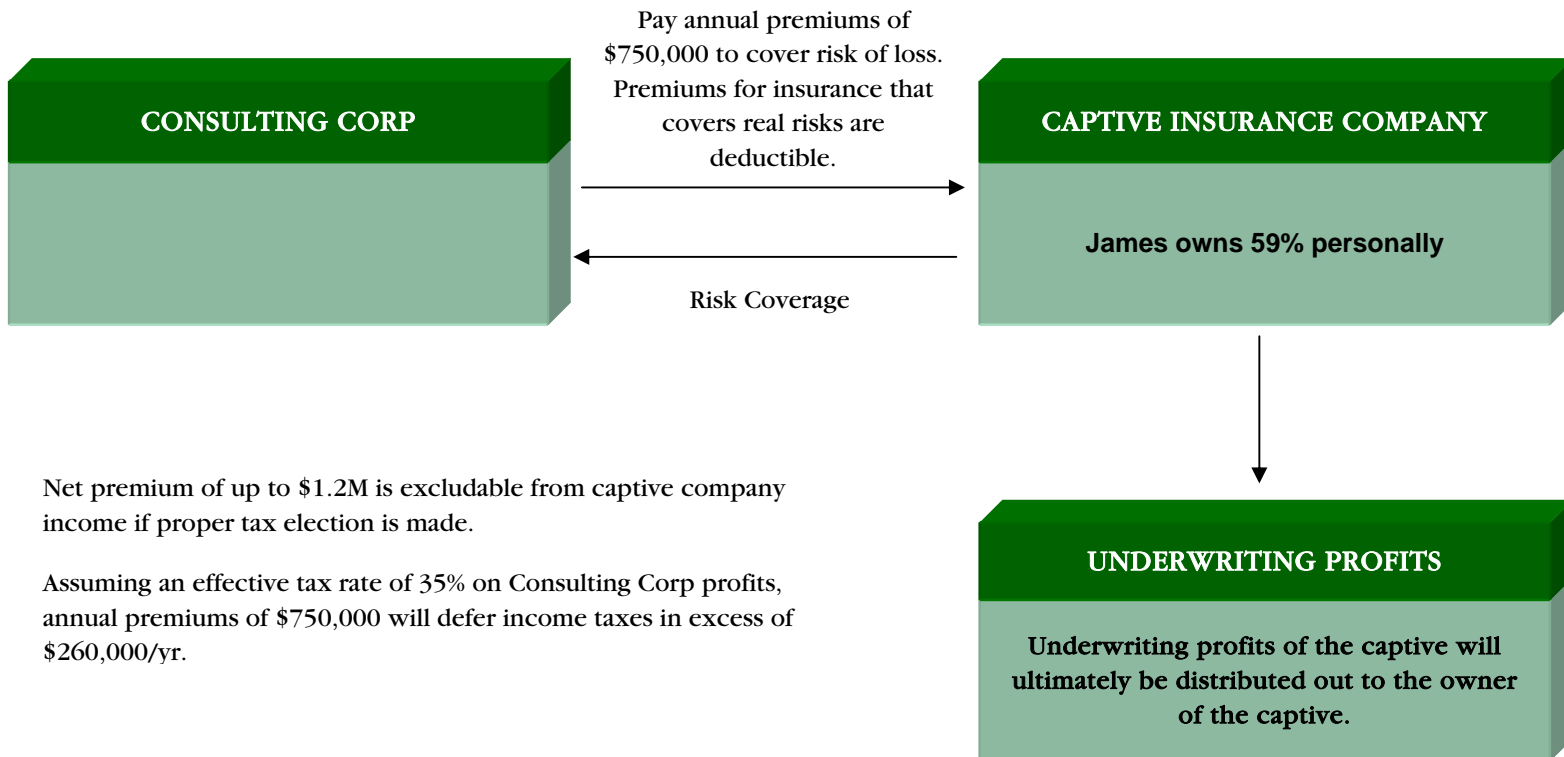 CONSULTING CORP
Pay annual premiums of
$750,000 to cover risk of loss.
Premiums for insurance that
covers real risks are
deductible.
Risk Coverage
CAPTIVE INSURANCE COMPANY
James owns 59% personally
Net premium of up to $1.2M is excludable from captive company
income if proper tax election is made.
Assuming an effective tax rate of 35% on Consulting Corp profits,
annual premiums of $750,000 will defer income taxes in excess of
$260,000/yr.
UNDERWRITING PROFITS
Underwriting profits of the captive will
ultimately be distributed out to the owner
of the captive.